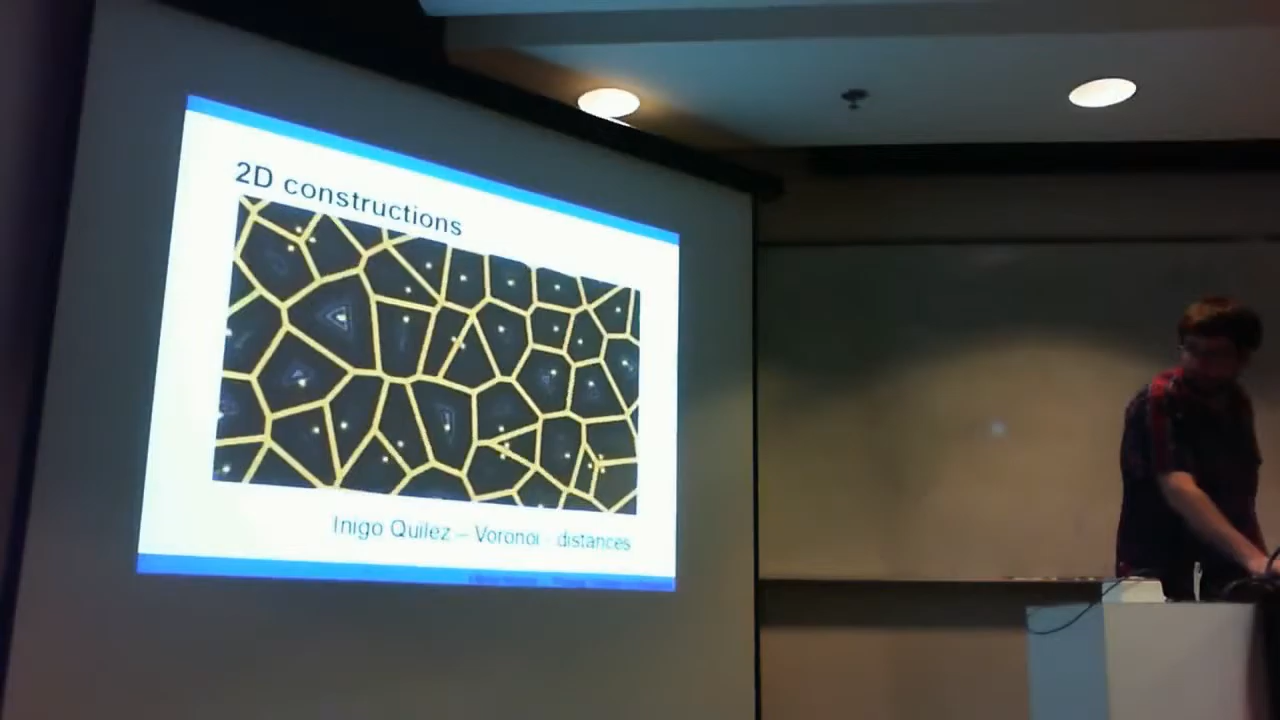 2D constructions
Inigo Quilez – Voronoi - distances